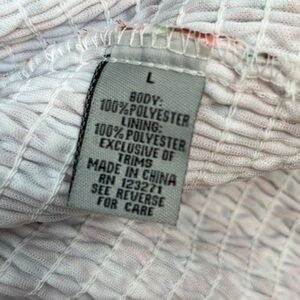 L
BODY:
100% POLYESTER
LINING:
100% POLYESTER
EXCLUSIVE OF
TRIMS
MADE IN CHINA
RN 123271
SEE REVERSE
FOR CARE